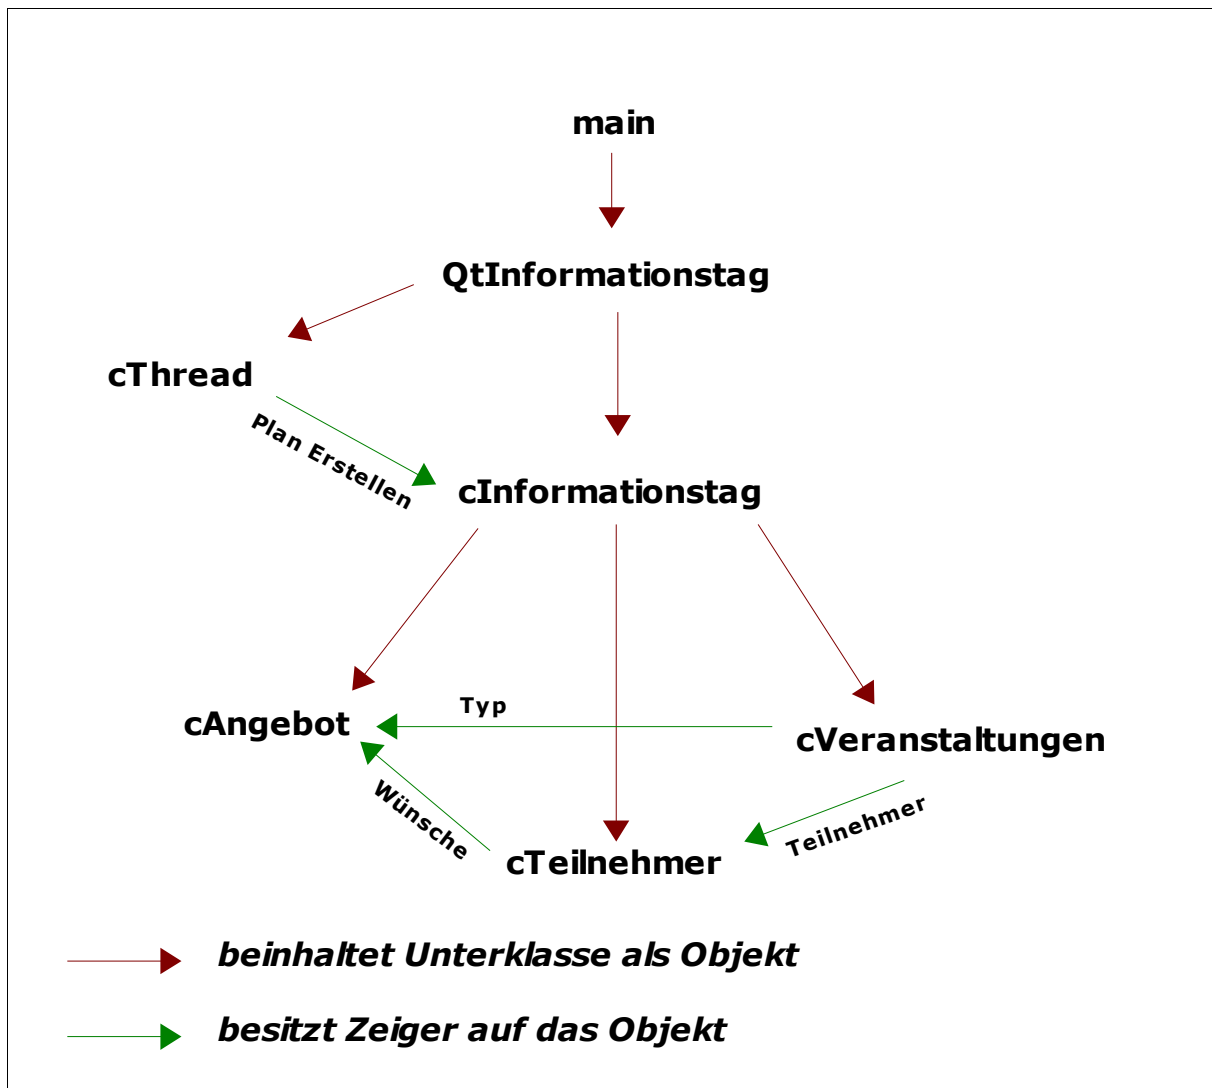 main
QtInformationstag
cThread
Plan Erstellen
cInformationstag
Typ
cAngebot
cVeranstaltungen
Wünsche
Teilnehmer
cTeilnehmer
beinhaltet Unterklasse als Objekt
besitzt Zeiger auf das Objekt